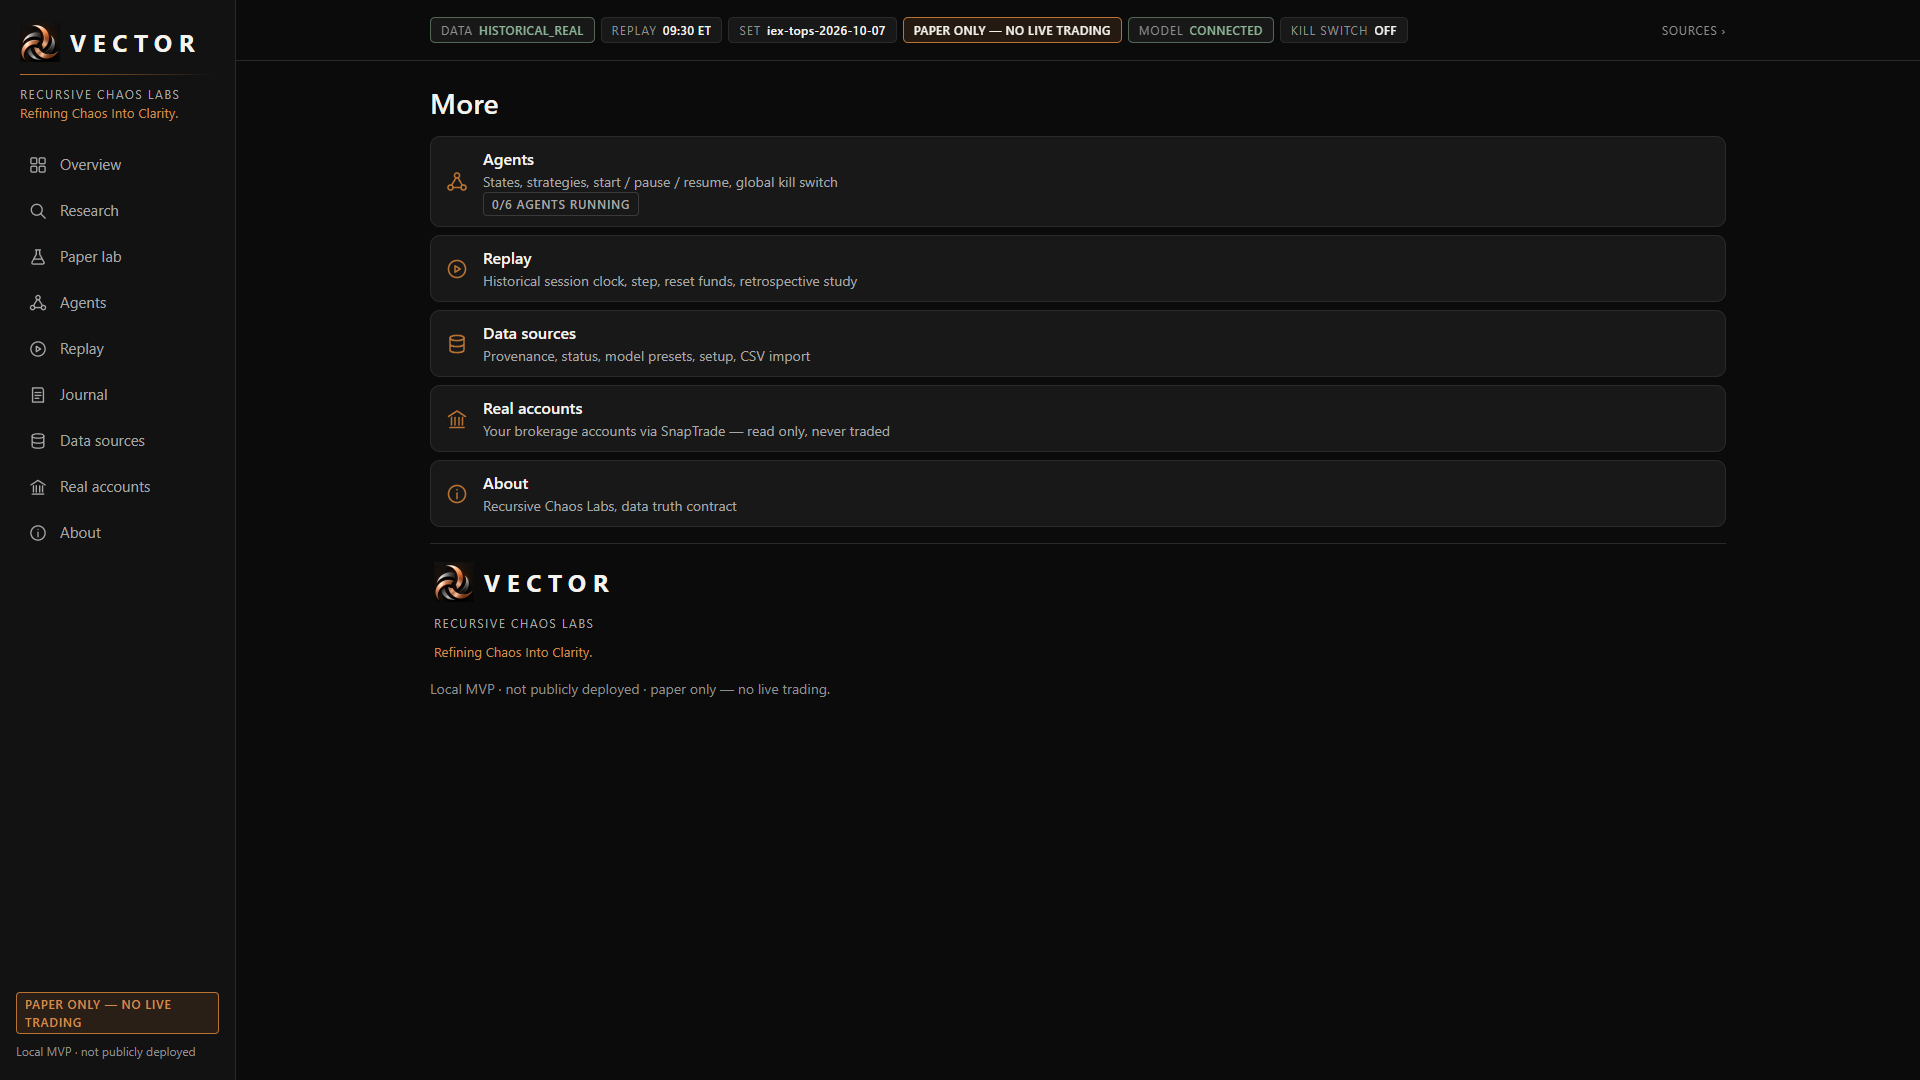 VECTOR
RECURSIVE CHAOS LABS
Refining Chaos Into Clarity.
Overview
Research
Paper lab
Agents
Replay
Journal
Data sources
Real accounts
About
PAPER ONLY — NO LIVE
TRADING
Local MVP · not publicly deployed
DATA HISTORICAL_REAL
REPLAY 09:30 ET
SET iex-tops-2026-10-07
PAPER ONLY — NO LIVE TRADING
MODEL CONNECTED
KILL SWITCH OFF
SOURCES ›
More
Agents
States, strategies, start / pause / resume, global kill switch
0/6 AGENTS RUNNING
Replay
Historical session clock, step, reset funds, retrospective study
Data sources
Provenance, status, model presets, setup, CSV import
Real accounts
Your brokerage accounts via SnapTrade — read only, never traded
About
Recursive Chaos Labs, data truth contract
VECTOR
RECURSIVE CHAOS LABS
Refining Chaos Into Clarity.
Local MVP · not publicly deployed · paper only — no live trading.